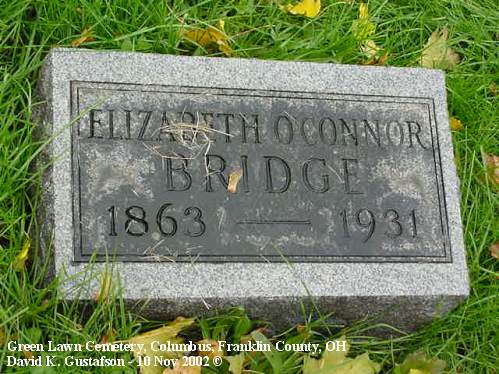 ELIZABETH O'CONNOR
BRIDGE
1863 — 1931
Green Lawn Cemetery, Columbus, Franklin County, OH
David K. Gustafson - 10 Nov 2002 ©